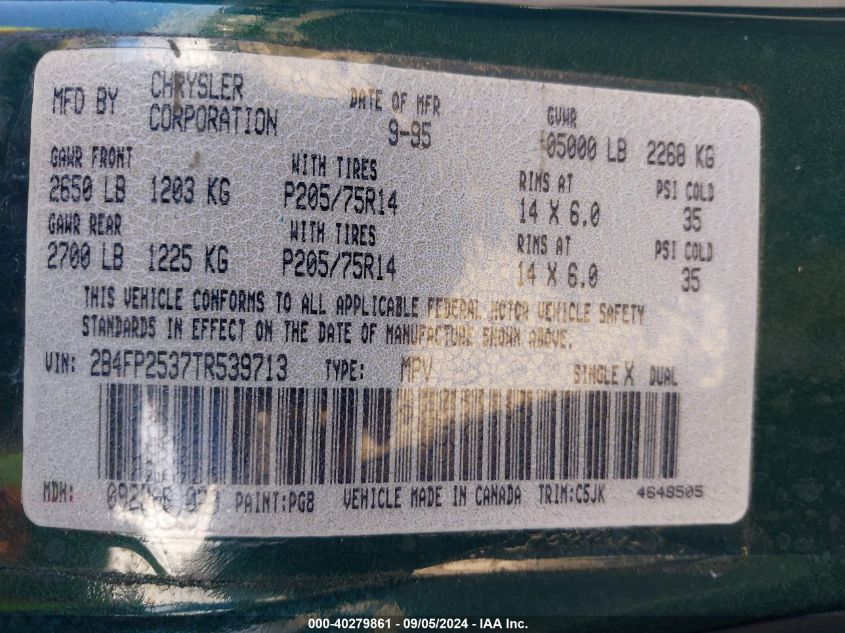 MFD BY CHRYSLER CORPORATION DATE OF MFR 9-95 GVWR 05000 LB 2268 KG
GAWR FRONT WITH TIRES RIMS AT PSI COLD
2650 LB 1203 KG P205/75R14 14 X 6.0 35
GAWR REAR WITH TIRES RIMS AT PSI COLD
2700 LB 1225 KG P205/75R14 14 X 6.0 35
THIS VEHICLE CONFORMS TO ALL APPLICABLE FEDERAL MOTOR VEHICLE SAFETY
STANDARDS IN EFFECT ON THE DATE OF MANUFACTURE SHOWN ABOVE.
VIN: 2B4FP2537TR539713 TYPE: MPV SINGLE X DUAL
MDH: PAINT:PG8 VEHICLE MADE IN CANADA TRIM:C5JK 4648505
000-40279861 - 09/05/2024 - IAA Inc.